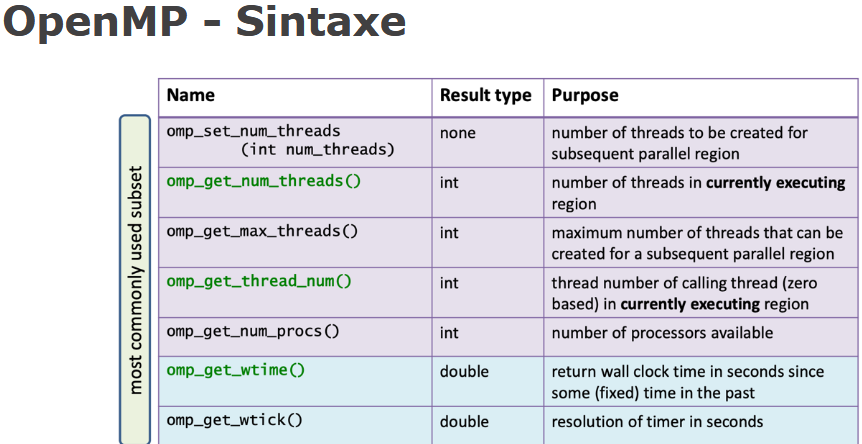 OpenMP - Sintaxe
most commonly used subset
Name Result type Purpose
omp_set_num_threads none number of threads to be created for
(int num_threads) subsequent parallel region
omp_get_num_threads() int number of threads in currently executing
region
omp_get_max_threads() int maximum number of threads that can be
created for a subsequent parallel region
omp_get_thread_num() int thread number of calling thread (zero
based) in currently executing region
omp_get_num_procs() int number of processors available
omp_get_wtime() double return wall clock time in seconds since
some (fixed) time in the past
omp_get_wtick() double resolution of timer in seconds